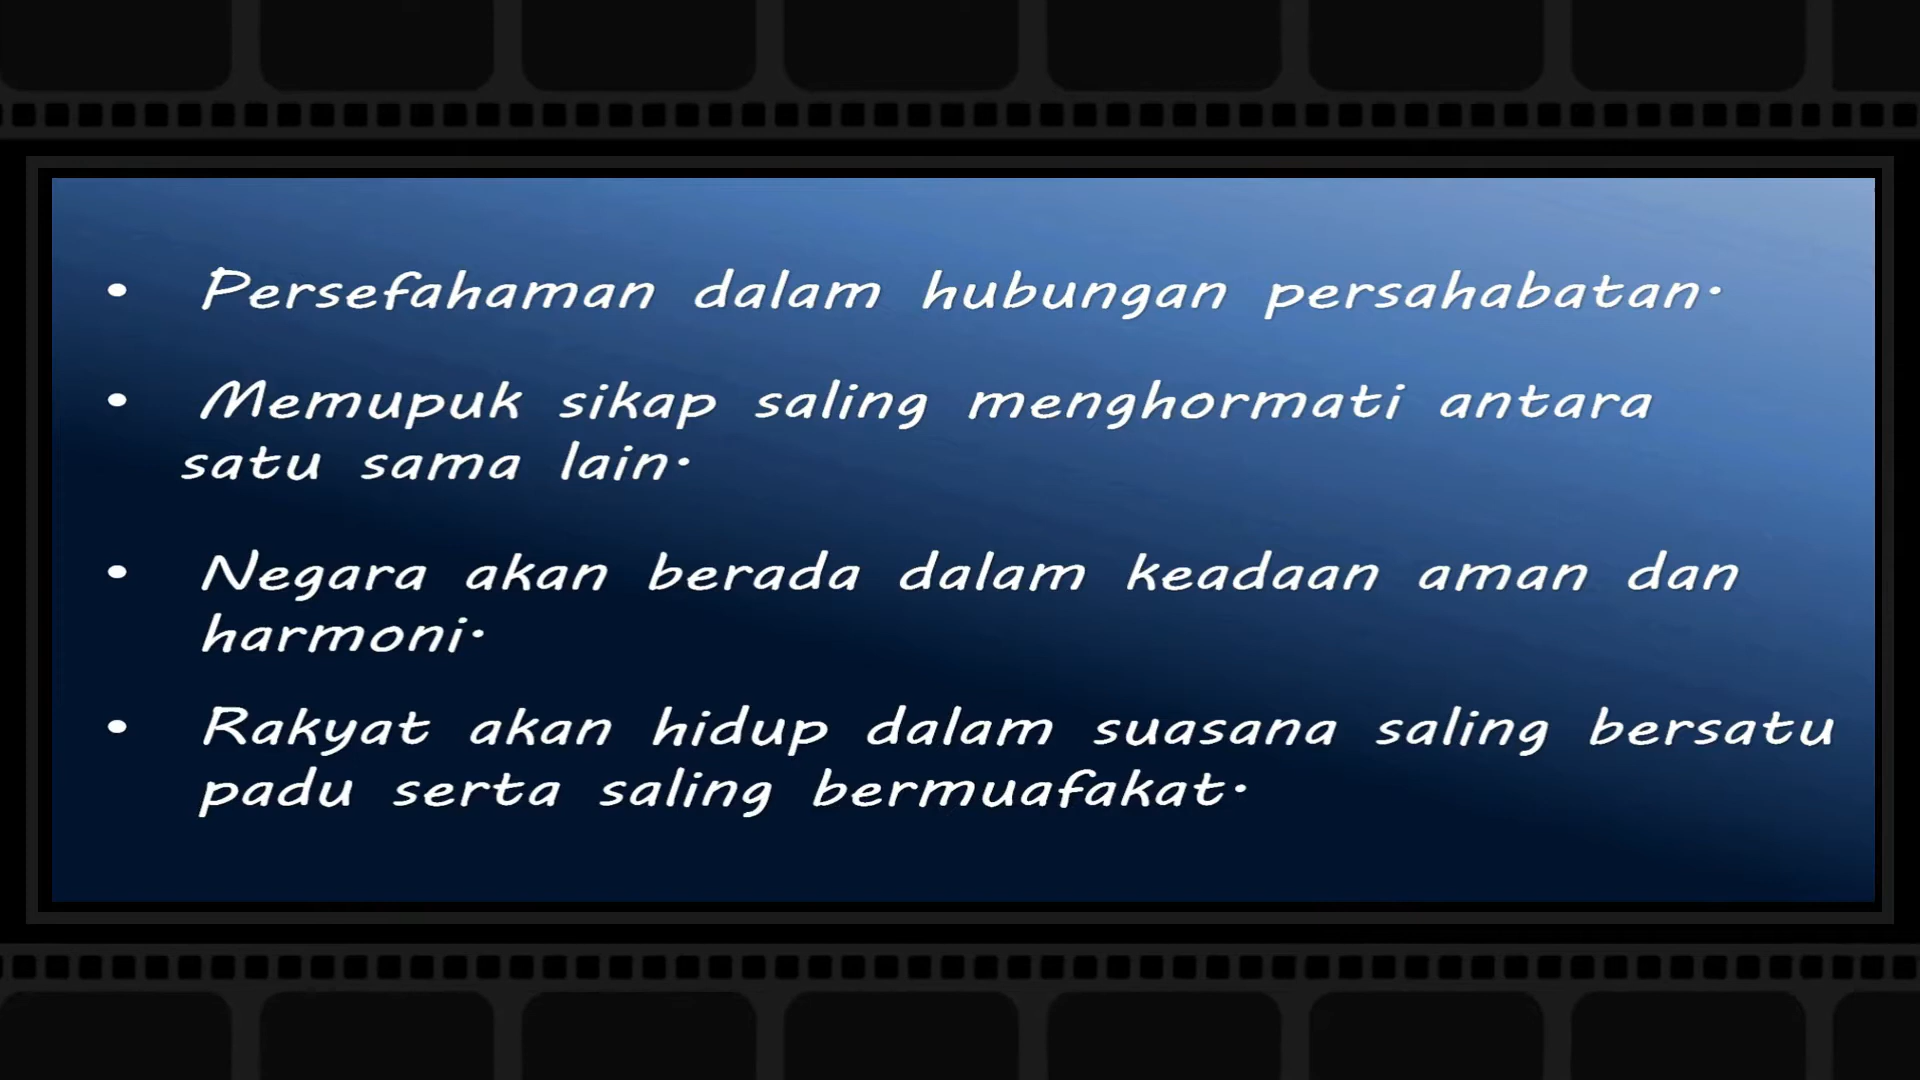 • Persefahaman dalam hubungan persahabatan.
• Memupuk sikap saling menghormati antara
satu sama lain.
• Negara akan berada dalam keadaan aman dan
harmoni.
• Rakyat akan hidup dalam suasana saling bersatu
padu serta saling bermuafakat.